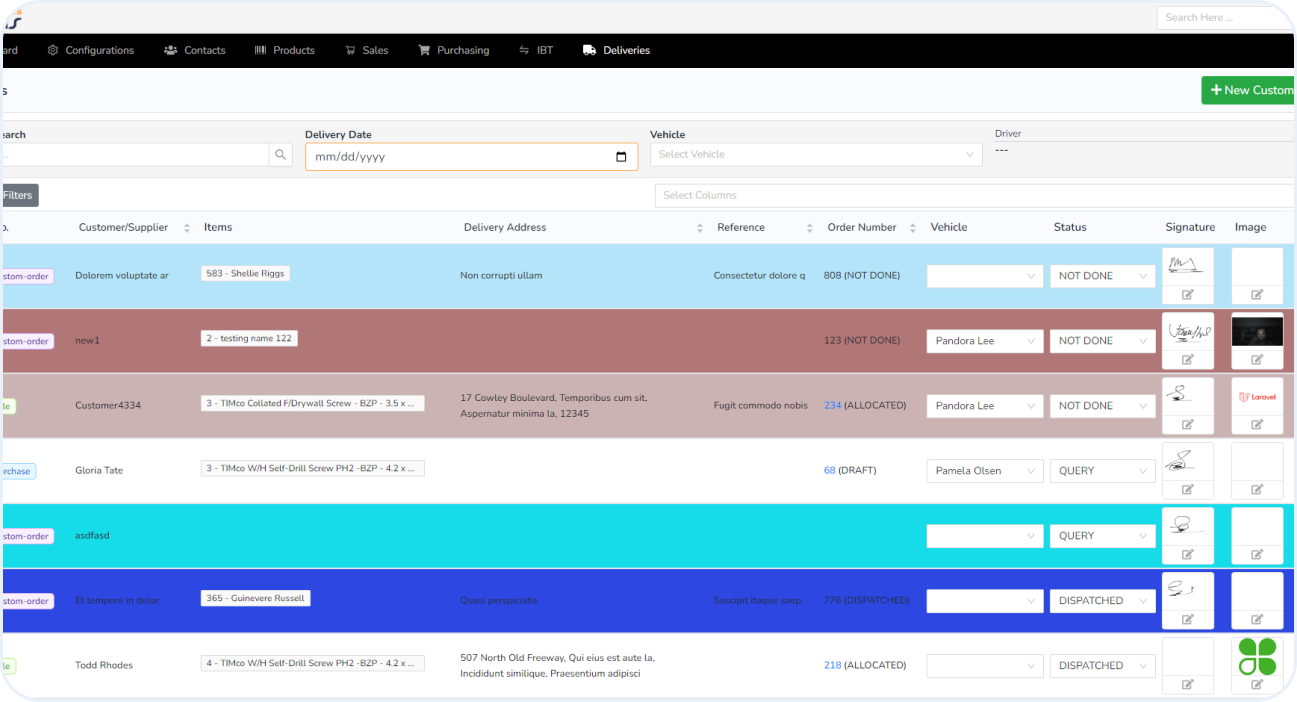 Search Here ...
ard Configurations Contacts Products Sales Purchasing IBT Deliveries
s
New Custom
earch Delivery Date Vehicle Driver
... mm/dd/yyyy Select Vehicle ---
Filters Select Columns
o. Customer/Supplier Items Delivery Address Reference Order Number Vehicle Status Signature Image
stom-order Dolorem voluptate ar 583 - Shellie Riggs Non corrupti ullam Consectetur dolore q 808 (NOT DONE) NOT DONE
stom-order new1 2 - testing name 122 123 (NOT DONE) Pandora Lee NOT DONE
le Customer4334 3 - TIMco Collated F/Drywall Screw - BZP - 3.5 x ... 17 Cowley Boulevard, Temporibus cum sit, Fugit commodo nobis 234 (ALLOCATED) Pandora Lee NOT DONE Laravel
Aspernatur minima la, 12345
rchase Gloria Tate 3 - TIMco W/H Self-Drill Screw PH2 -BZP - 4.2 x ... 68 (DRAFT) Pamela Olsen QUERY
stom-order asdfasd QUERY
stom-order Et tempore in dolor 365 - Guinevere Russell Quasi perspiciatis Suscipit itaque saep 776 (DISPATCHED) DISPATCHED
le Todd Rhodes 4 - TIMco W/H Self-Drill Screw PH2 -BZP - 4.2 x ... 507 North Old Freeway, Qui eius est aute la, 218 (ALLOCATED) DISPATCHED
Incididunt similique, Praesentium adipisci